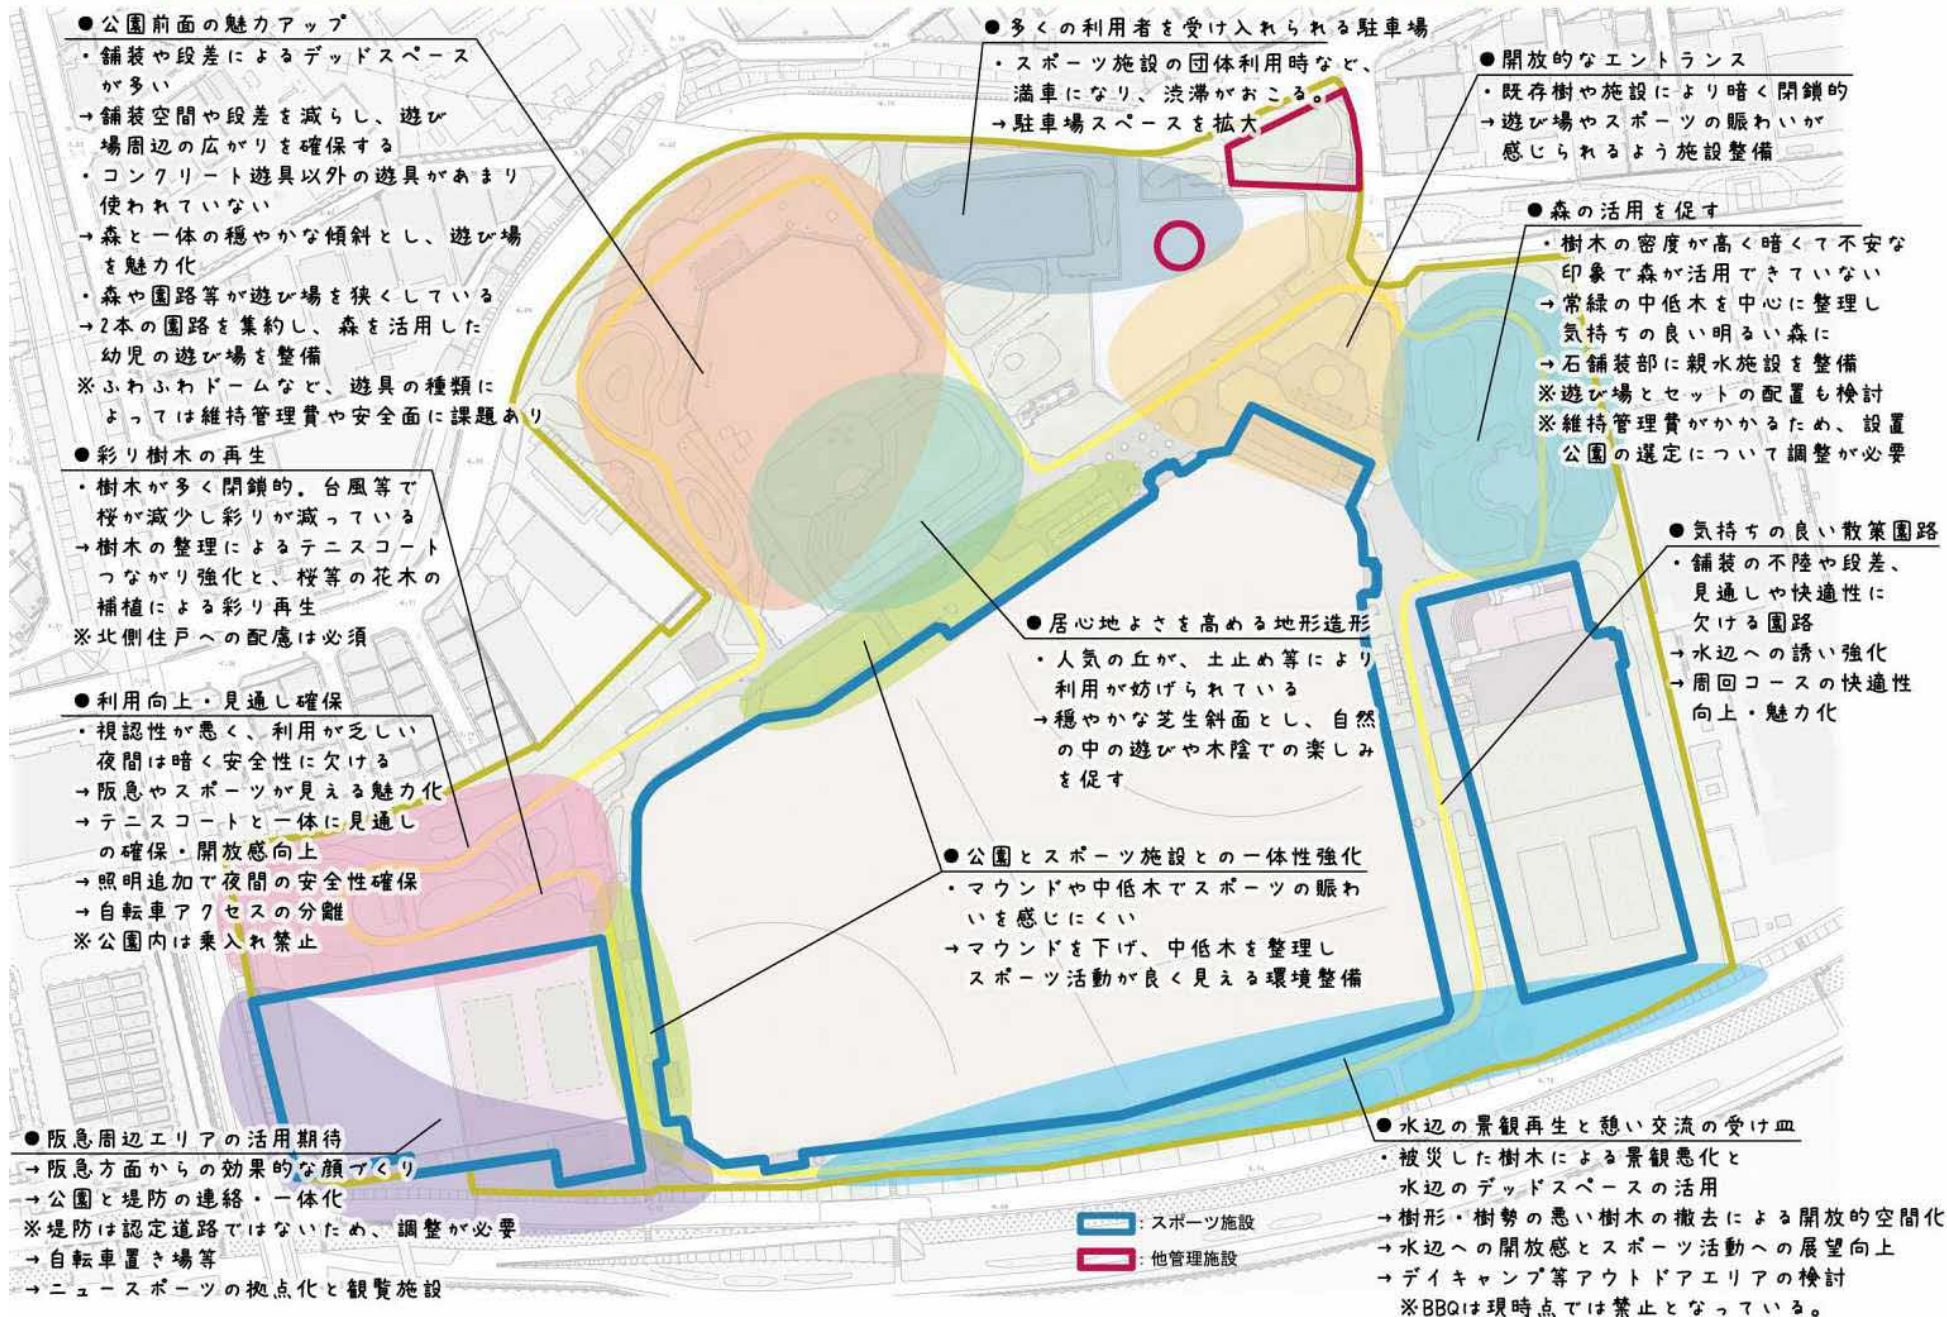 ●公園前面の魅力アップ
・舗装や段差によるデッドスペース
が多い
→舗装空間や段差を減らし、遊び
場周辺の広がりを確保する
・コンクリート遊具以外の遊具があまり
使われていない
→森と一体の穏やかな傾斜とし、遊び場
を魅力化
・森や園路等が遊び場を狭くしている
→2本の園路を集約し、森を活用した
幼児の遊び場を整備
※ふわふわドームなど、遊具の種類に
よっては維持管理費や安全面に課題あり
●彩り樹木の再生
・樹木が多く閉鎖的。台風等で
桜が減少し彩りが減っている
→樹木の整理によるテニスコート
つながり強化と、桜等の花木の
補植による彩り再生
※北側住戸への配慮は必須
●利用向上・見通し確保
・視認性が悪く、利用が乏しい
夜間は暗く安全性に欠ける
→阪急やスポーツが見える魅力化
→テニスコートと一体に見通し
の確保・開放感向上
→照明追加で夜間の安全性確保
→自転車アクセスの分離
※公園内は乗入れ禁止
●阪急周辺エリアの活用期待
→阪急方面からの効果的な顔づくり
→公園と堤防の連絡・一体化
※堤防は認定道路ではないため、調整が必要
→自転車置き場等
→ニュースポーツの拠点化と観覧施設
●多くの利用者を受け入れられる駐車場
・スポーツ施設の団体利用時など、
満車になり、渋滞がおこる。
→駐車場スペースを拡大
●開放的なエントランス
・既存樹や施設により暗く閉鎖的
→遊び場やスポーツの賑わいが
感じられるよう施設整備
●森の活用を促す
・樹木の密度が高く暗くて不安な
印象で森が活用できていない
→常緑の中低木を中心に整理し
気持ちの良い明るい森に
→石舗装部に親水施設を整備
※遊び場とセットの配置も検討
※維持管理費がかかるため、設置
公園の選定について調整が必要
●気持ちの良い散策園路
・舗装の不陸や段差、
見通しや快適性に
欠ける園路
→水辺への誘い強化
→周回コースの快適性
向上・魅力化
●居心地よさを高める地形造形
・人気の丘が、土止め等により
利用が妨げられている
→穏やかな芝生斜面とし、自然
の中の遊びや木陰での楽しみ
を促す
●公園とスポーツ施設との一体性強化
・マウンドや中低木でスポーツの賑わ
いを感じにくい
→マウンドを下げ、中低木を整理し
スポーツ活動が良く見える環境整備
●水辺の景観再生と憩い交流の受け皿
・被災した樹木による景観悪化と
水辺のデッドスペースの活用
→樹形・樹勢の悪い樹木の撤去による開放的空間化
→水辺への開放感とスポーツ活動への展望向上
→デイキャンプ等アウトドアエリアの検討
※BBQは現時点では禁止となっている。
：スポーツ施設
：他管理施設